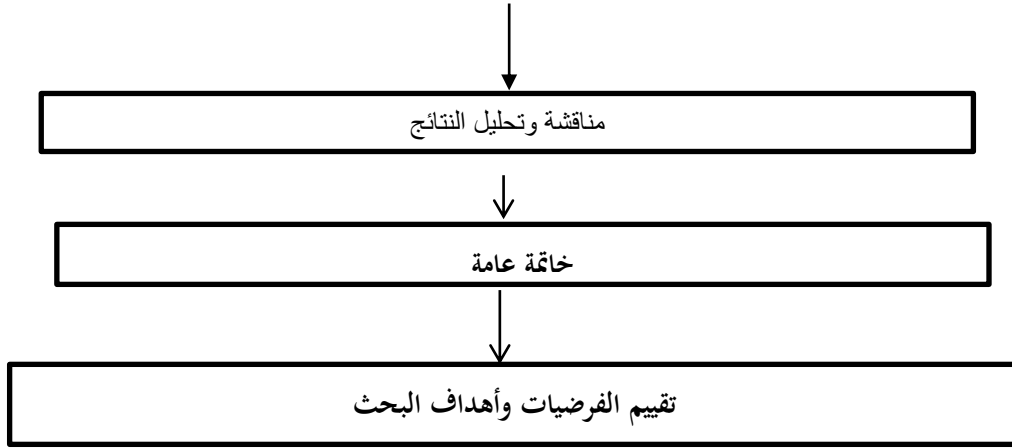 مناقشة وتحليل النتائج
خاتمة عامة
تقييم الفرضيات وأهداف البحث